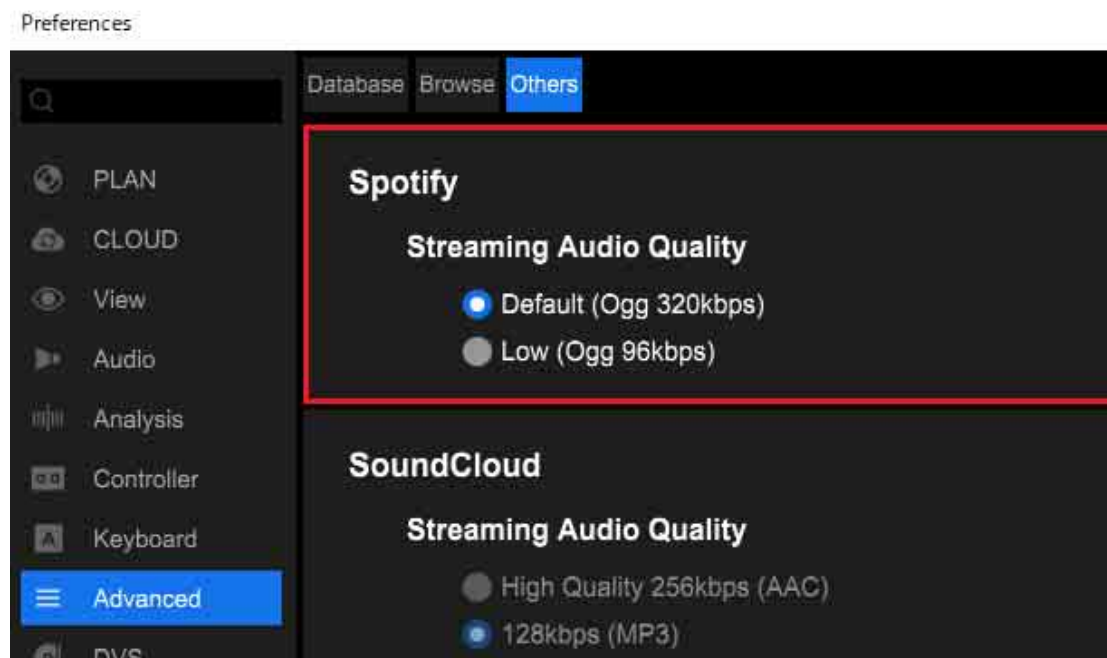 Preferences
Database Browse Others
PLAN
CLOUD
View
Audio
Analysis
Controller
Keyboard
Advanced
DVS
Spotify
Streaming Audio Quality
Default (Ogg 320kbps)
Low (Ogg 96kbps)
SoundCloud
Streaming Audio Quality
High Quality 256kbps (AAC)
128kbps (MP3)